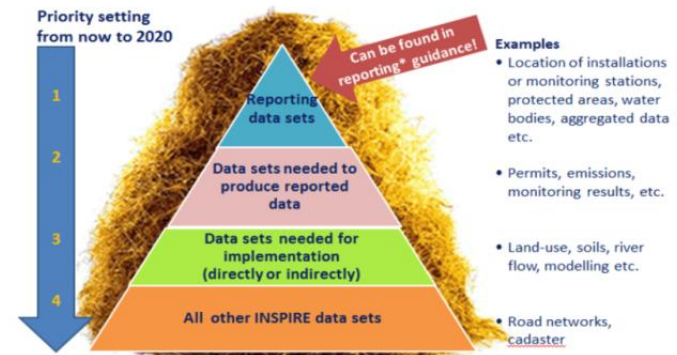 Priority setting
from now to 2020
1
2
3
4
Can be found in
reporting* guidance!
Reporting
data sets
Data sets needed to
produce reported
data
Data sets needed for
implementation
(directly or indirectly)
All other INSPIRE data sets
Examples
• Location of installations
or monitoring stations,
protected areas, water
bodies, aggregated data
etc.
• Permits, emissions,
monitoring results, etc.
• Land-use, soils, river
flow, modelling etc.
• Road networks,
cadaster